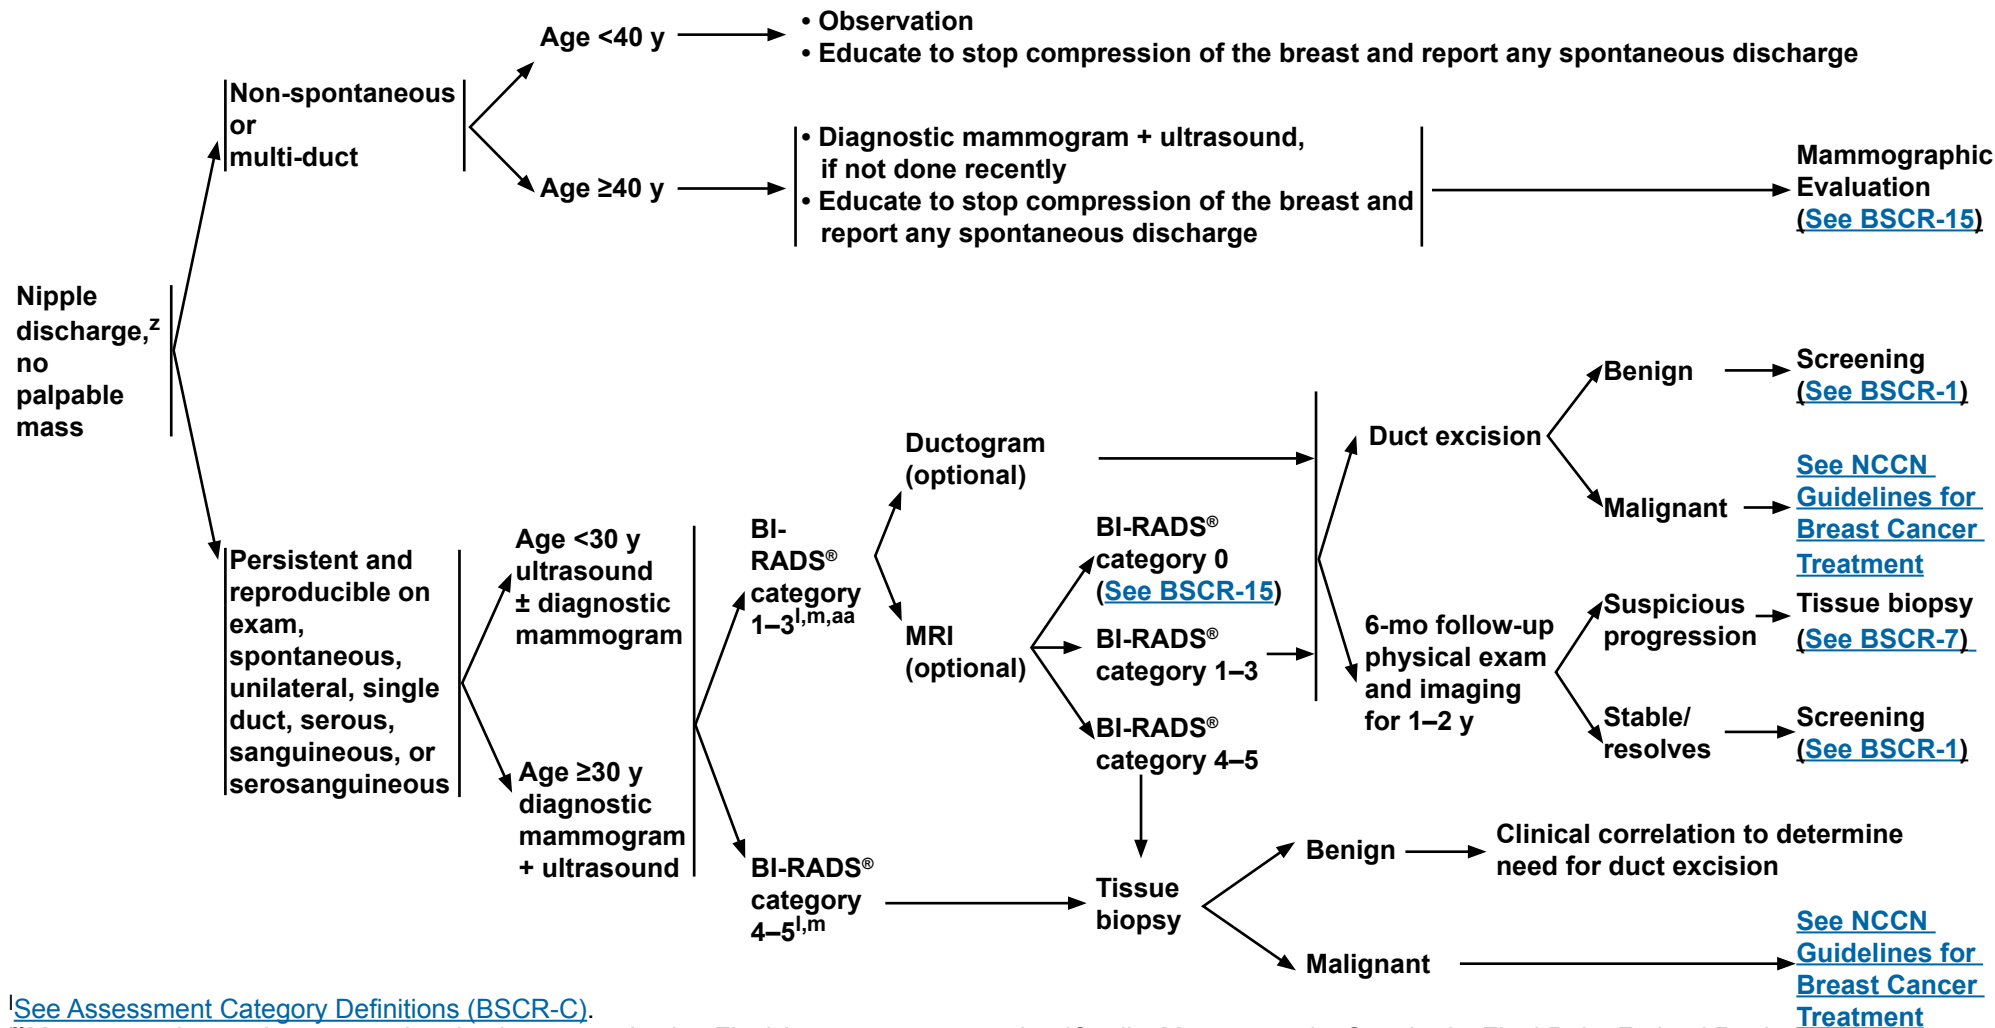 Age <40 y
• Observation
• Educate to stop compression of the breast and report any spontaneous discharge
Non-spontaneous
or
multi-duct
Age ≥40 y
• Diagnostic mammogram + ultrasound,
if not done recently
• Educate to stop compression of the breast and
report any spontaneous discharge
Mammographic
Evaluation
(See BSCR-15)
Nipple
discharge,z
no
palpable
mass
Persistent and
reproducible on
exam,
spontaneous,
unilateral, single
duct, serous,
sanguineous, or
serosanguineous
Age <30 y
ultrasound
± diagnostic
mammogram
Age ≥30 y
diagnostic
mammogram
+ ultrasound
BI-
RADS®
category
1–3l,m,aa
BI-RADS®
category
4–5l,m
Ductogram
(optional)
MRI
(optional)
BI-RADS®
category 0
(See BSCR-15)
BI-RADS®
category 1–3
BI-RADS®
category 4–5
Duct excision
Benign
Screening
(See BSCR-1)
Malignant
See NCCN
Guidelines for
Breast Cancer
Treatment
6-mo follow-up
physical exam
and imaging
for 1–2 y
Suspicious
progression
Tissue biopsy
(See BSCR-7)
Stable/
resolves
Screening
(See BSCR-1)
Tissue
biopsy
Benign
Clinical correlation to determine
need for duct excision
Malignant
See NCCN
Guidelines for
Breast Cancer
Treatment
lSee Assessment Category Definitions (BSCR-C).